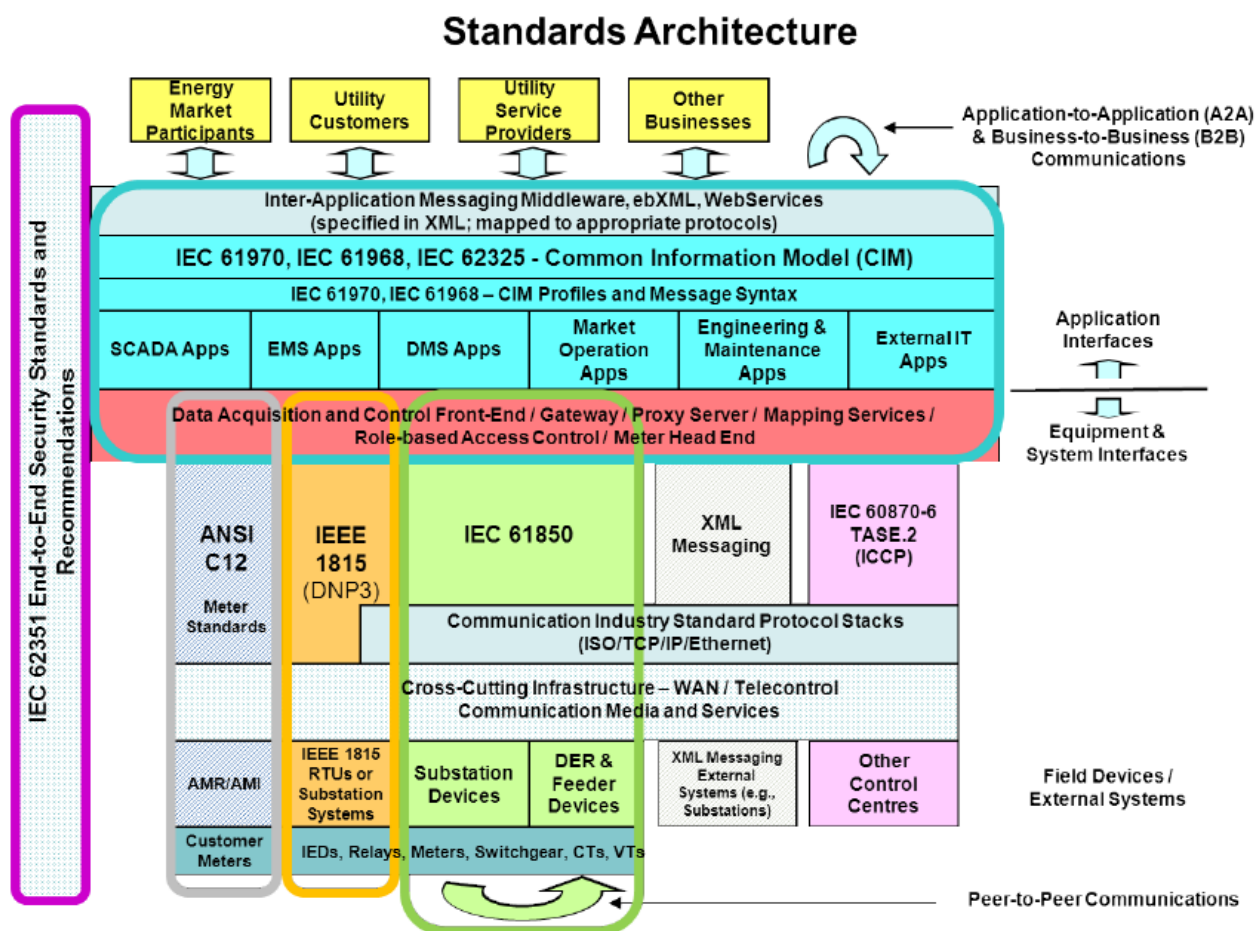 Standards Architecture
Energy
Market
Participants
Utility
Customers
Utility
Service
Providers
Other
Businesses
Application-to-Application (A2A)
& Business-to-Business (B2B)
Communications
IEC 62351 End-to-End Security Standards and
Recommendations
Inter-Application Messaging Middleware, ebXML, WebServices
(specified in XML; mapped to appropriate protocols)
IEC 61970, IEC 61968, IEC 62325 - Common Information Model (CIM)
IEC 61970, IEC 61968 – CIM Profiles and Message Syntax
SCADA Apps
EMS Apps
DMS Apps
Market
Operation
Apps
Engineering &
Maintenance
Apps
External IT
Apps
Application
Interfaces
Data Acquisition and Control Front-End / Gateway / Proxy Server / Mapping Services /
Role-based Access Control / Meter Head End
Equipment &
System Interfaces
ANSI
C12
Meter
Standards
IEEE
1815
(DNP3)
IEC 61850
XML
Messaging
IEC 60870-6
TASE.2
(ICCP)
Communication Industry Standard Protocol Stacks
(ISO/TCP/IP/Ethernet)
Cross-Cutting Infrastructure – WAN / Telecontrol
Communication Media and Services
AMR/AMI
IEEE 1815
RTUs or
Substation
Systems
Substation
Devices
DER &
Feeder
Devices
XML Messaging
External
Systems (e.g.,
Substations)
Other
Control
Centres
Field Devices /
External Systems
Customer
Meters
IEDs, Relays, Meters, Switchgear, CTs, VTs
Peer-to-Peer Communications